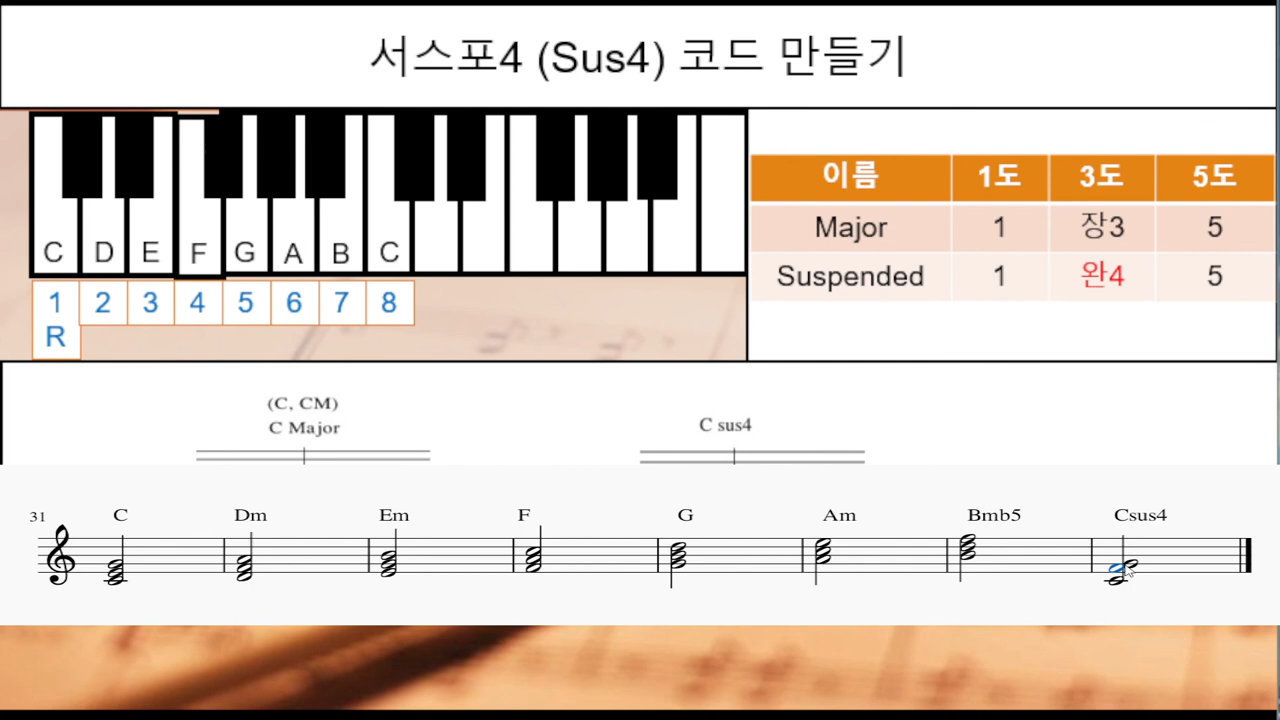 서스포4 (Sus4) 코드 만들기
C D E F G A B C
1 2 3 4 5 6 7 8
R
이름 1도 3도 5도
Major 1 장3 5
Suspended 1 완4 5
(C, CM)
C Major
C sus4
31 C Dm Em F G Am Bmb5 Csus4